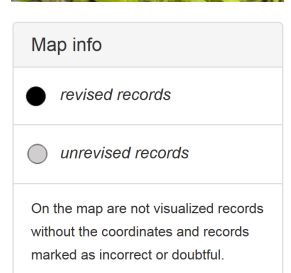 Map info
revised records
unrevised records
On the map are not visualized records
without the coordinates and records
marked as incorrect or doubtful.